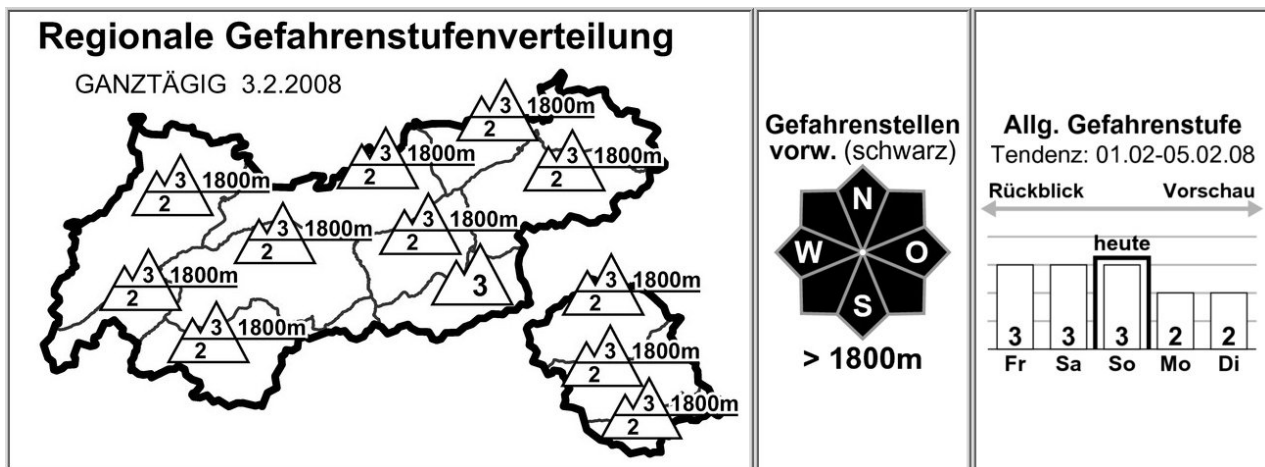 Regionale Gefahrenstufenverteilung
GANZTÄGIG 3.2.2008
3 1800m
2
3 1800m
2
3 1800m
2
3 1800m
2
3 1800m
2
3 1800m
2
3 1800m
2
3 1800m
2
3
3 1800m
2
3 1800m
2
3 1800m
2
3 1800m
2
Gefahrenstellen
vorw. (schwarz)
N
W O
S
> 1800m
Allg. Gefahrenstufe
Tendenz: 01.02-05.02.08
Rückblick Vorschau
heute
3 3 3 2 2
Fr Sa So Mo Di